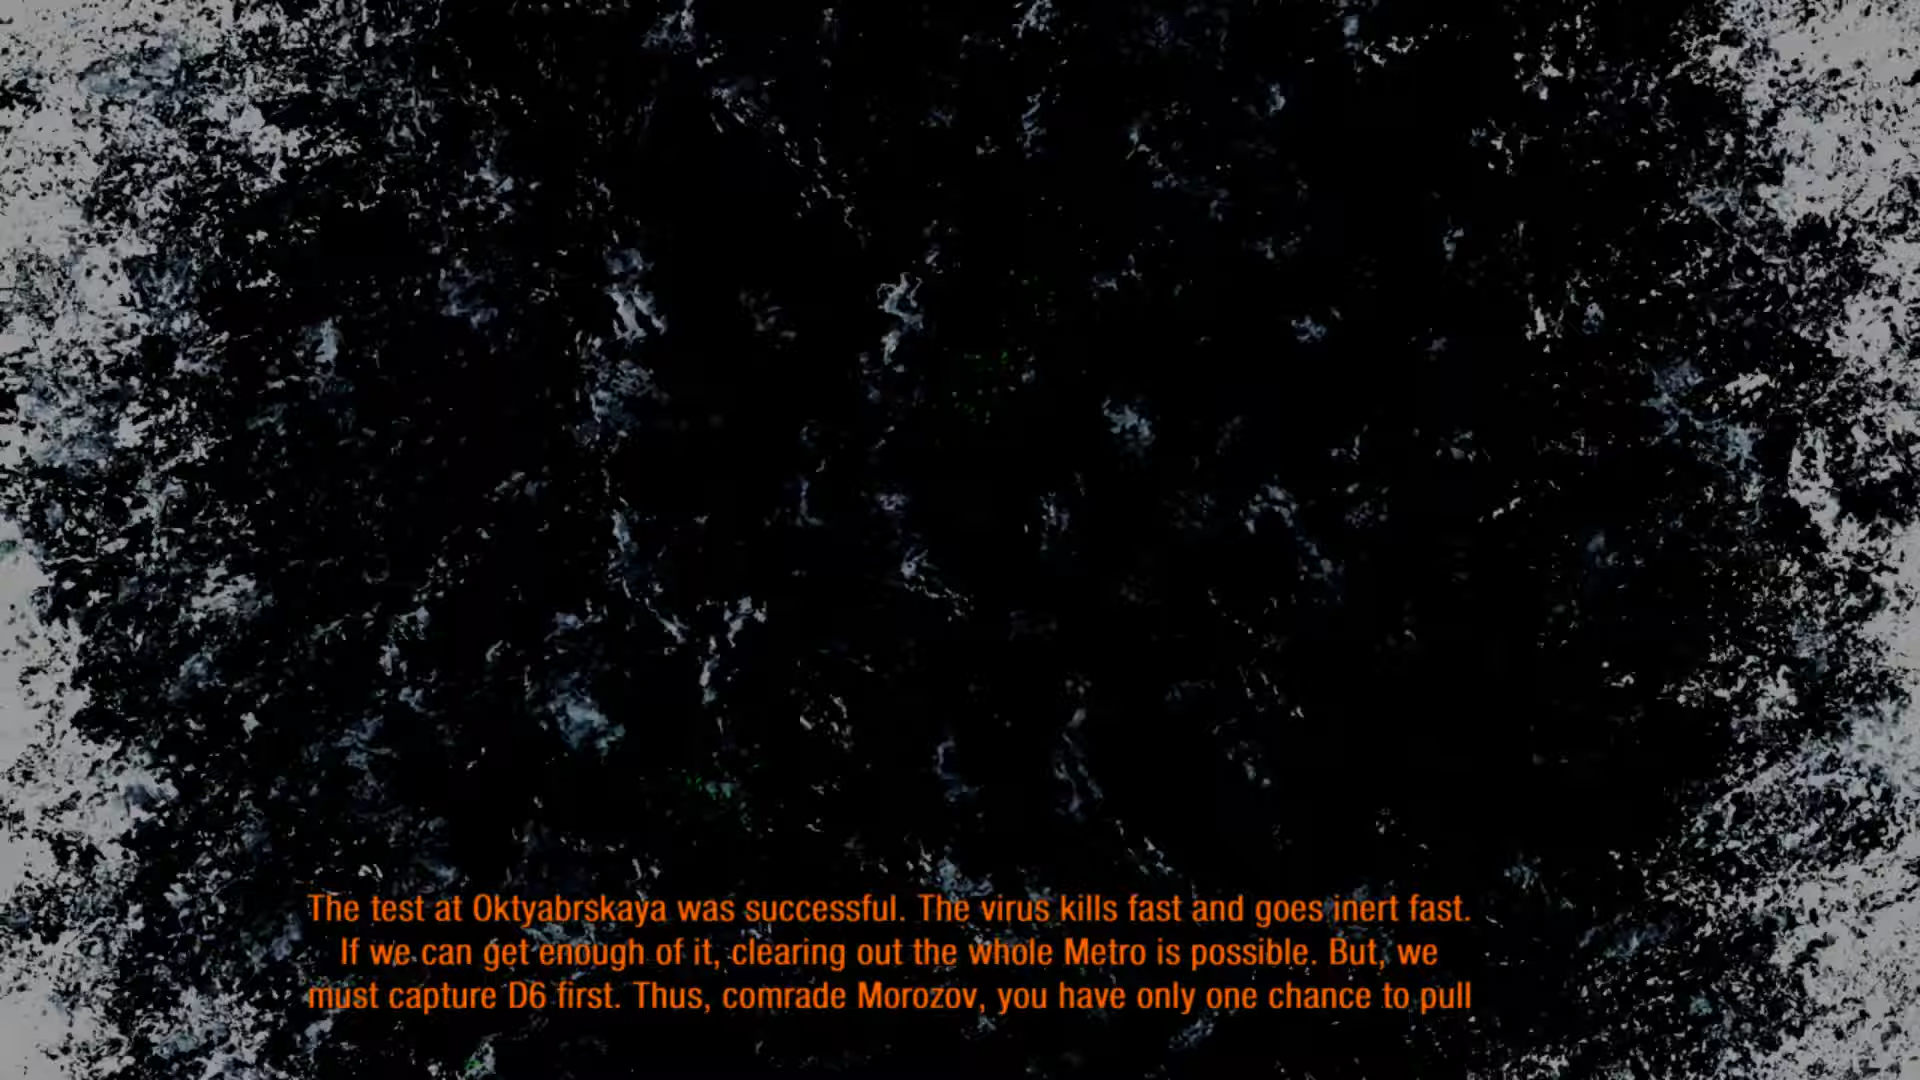 The test at Oktyabrskaya was successful. The virus kills fast and goes inert fast.
If we can get enough of it, clearing out the whole Metro is possible. But, we
must capture D6 first. Thus, comrade Morozov, you have only one chance to pull